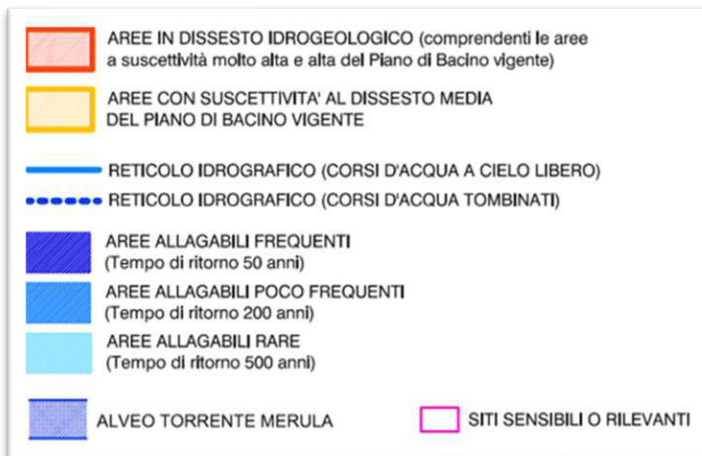 AREE IN DISSESTO IDROGEOLOGICO (comprendenti le aree
a suscettività molto alta e alta del Piano di Bacino vigente)
AREE CON SUSCETTIVITA' AL DISSESTO MEDIA
DEL PIANO DI BACINO VIGENTE
RETICOLO IDROGRAFICO (CORSI D'ACQUA A CIELO LIBERO)
RETICOLO IDROGRAFICO (CORSI D'ACQUA TOMBINATI)
AREE ALLAGABILI FREQUENTI
(Tempo di ritorno 50 anni)
AREE ALLAGABILI POCO FREQUENTI
(Tempo di ritorno 200 anni)
AREE ALLAGABILI RARE
(Tempo di ritorno 500 anni)
ALVEO TORRENTE MERULA
SITI SENSIBILI O RILEVANTI